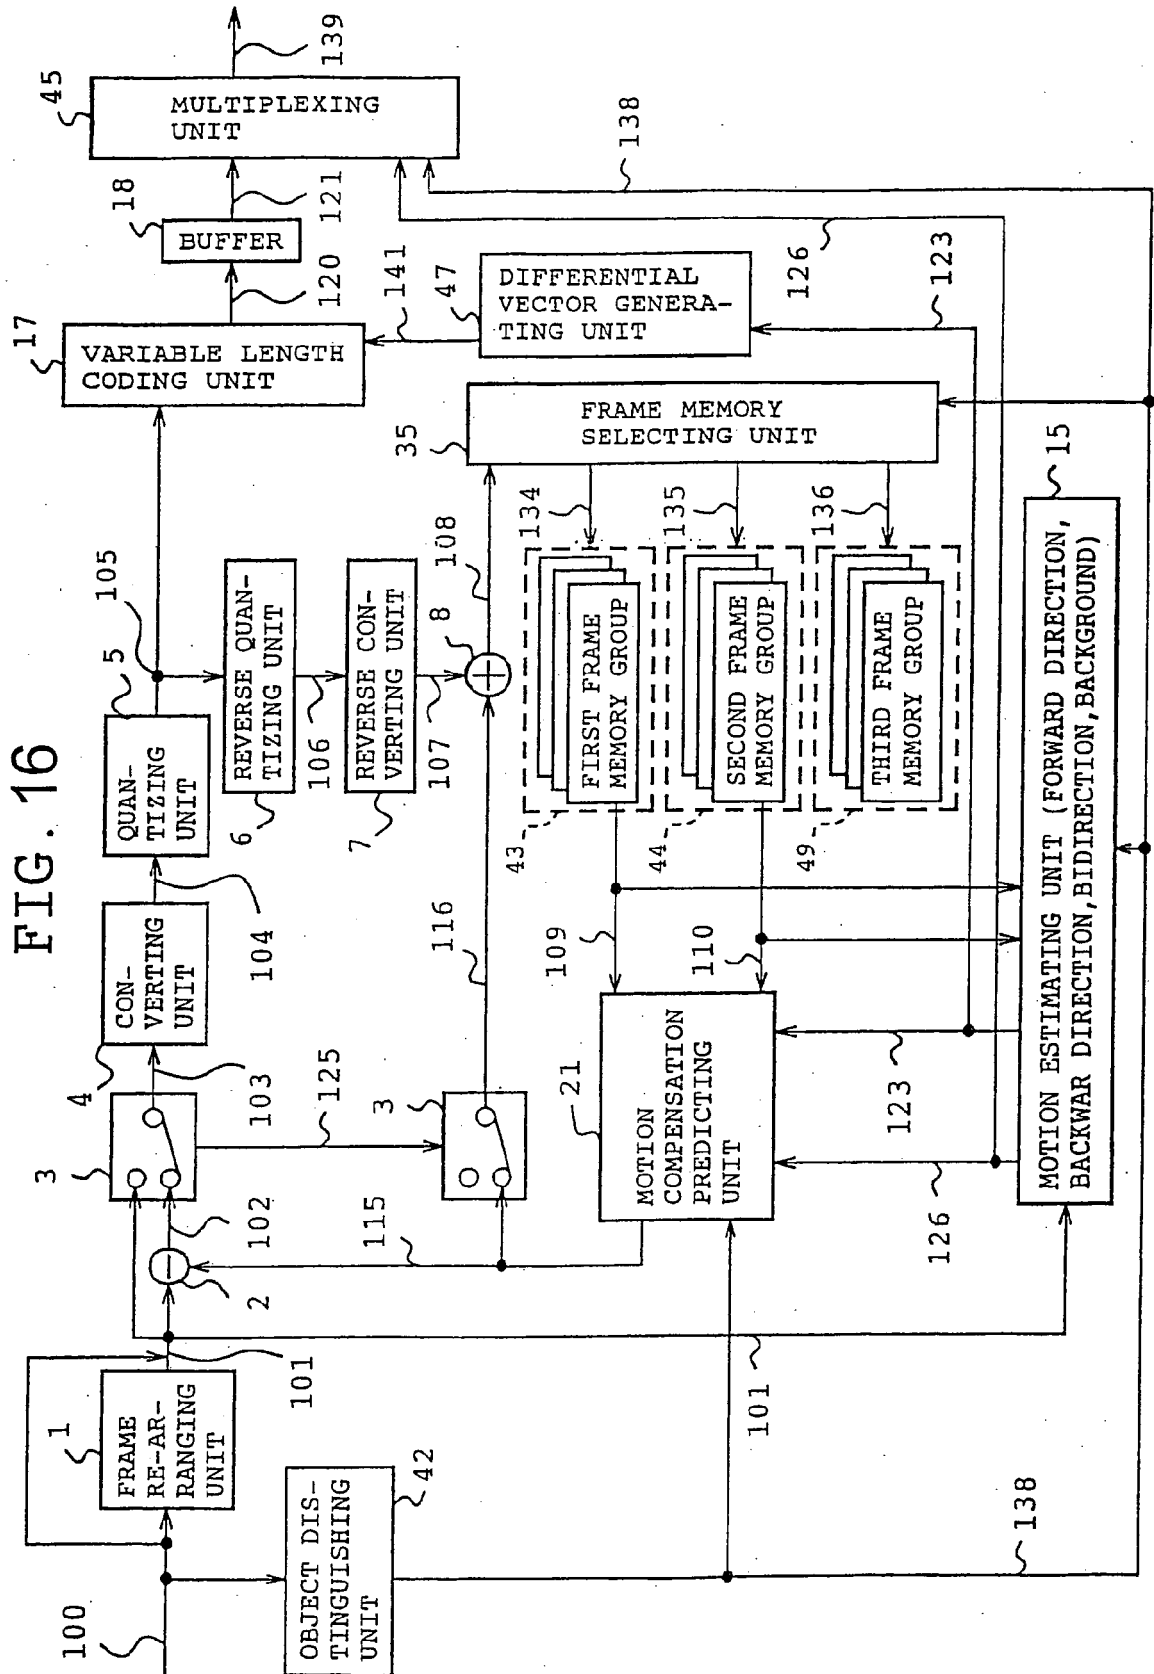 FIG. 16
100
1
FRAME
RE-AR-
RANGING
UNIT
101
2
102
3
103
4
CON-
VERTING
UNIT
104
5
QUAN-
TIZING
UNIT
105
17
VARIABLE LENGTH
CODING UNIT
120
18
BUFFER
121
45
MULTIPLEXING
UNIT
139
OBJECT DIS-
TINGUISHING
UNIT
42
115
125
3
116
6
REVERSE QUAN-
TIZING UNIT
106
7
REVERSE CON-
VERTING UNIT
107
8
108
141
47
DIFFERENTIAL
VECTOR GENERA-
TING UNIT
35
FRAME MEMORY
SELECTING UNIT
134
135
136
FIRST FRAME
MEMORY GROUP
43
SECOND FRAME
MEMORY GROUP
44
THIRD FRAME
MEMORY GROUP
49
109
110
21
MOTION
COMPENSATION
PREDICTING
UNIT
101
138
126
123
126
123
138
15
MOTION ESTIMATING UNIT (FORWARD DIRECTION,
BACKWAR DIRECTION,BIDIRECTION,BACKGROUND)